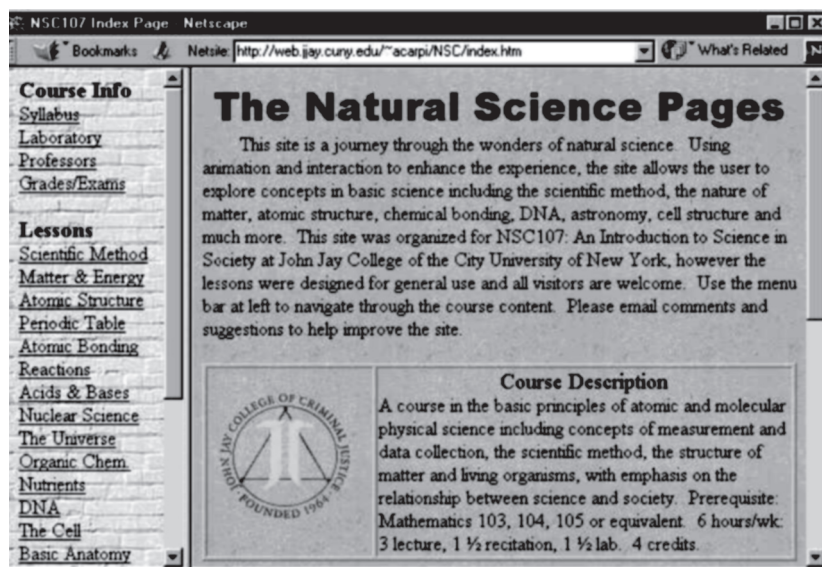 NSC107 Index Page Netscape
Bookmarks Netsite: http://web.jjay.cuny.edu/~acarpi/NSC/index.htm What's Related N
Course Info
Syllabus
Laboratory
Professors
Grades/Exams
Lessons
Scientific Method
Matter & Energy
Atomic Structure
Periodic Table
Atomic Bonding
Reactions
Acids & Bases
Nuclear Science
The Universe
Organic Chem.
Nutrients
DNA
The Cell
Basic Anatomy
The Natural Science Pages
This site is a journey through the wonders of natural science. Using
animation and interaction to enhance the experience, the site allows the user to
explore concepts in basic science including the scientific method, the nature of
matter, atomic structure, chemical bonding, DNA, astronomy, cell structure and
much more. This site was organized for NSC107: An Introduction to Science in
Society at John Jay College of the City University of New York, however the
lessons were designed for general use and all visitors are welcome. Use the menu
bar at left to navigate through the course content. Please email comments and
suggestions to help improve the site.
JOHN JAY COLLEGE OF CRIMINAL JUSTICE
FOUNDED 1964
Course Description
A course in the basic principles of atomic and molecular
physical science including concepts of measurement and
data collection, the scientific method, the structure of
matter and living organisms, with emphasis on the
relationship between science and society. Prerequisite:
Mathematics 103, 104, 105 or equivalent. 6 hours/wk:
3 lecture, 1 ½ recitation, 1 ½ lab. 4 credits.